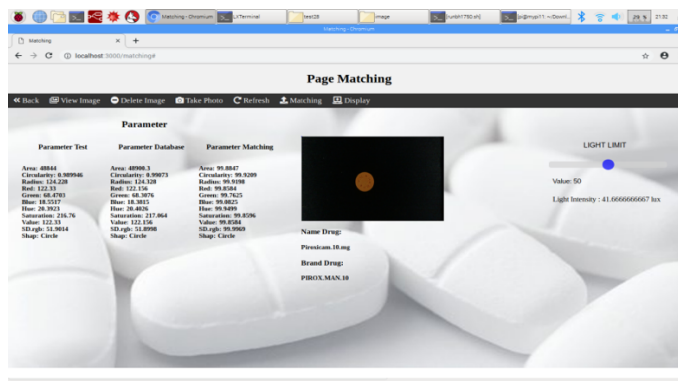 Matching - Chromium
LXTerminal
test28
image
21:32
Matching - Chromium
Matching
localhost:3000/matching#
Page Matching
Back View Image Delete Image Take Photo Refresh Matching Display
Parameter
Parameter Test
Area: 48044
Circularity: 0.989946
Radius: 124.228
Red: 122.33
Green: 68.4703
Blue: 18.5517
Hue: 20.3923
Saturation: 216.76
Value: 122.33
SD.rgb: 51.9014
Shap: Circle
Parameter Database
Area: 48900.3
Circularity: 0.99073
Radius: 124.328
Red: 122.156
Green: 68.3076
Blue: 18.3815
Hue: 20.4026
Saturation: 217.064
Value: 122.156
SD.rgb: 51.8998
Shap: Circle
Parameter Matching
Area: 99.8847
Circularity: 99.9209
Radius: 99.9198
Red: 99.8584
Green: 99.7625
Blue: 99.0825
Hue: 99.9499
Saturation: 99.8596
Value: 99.8584
SD.rgb: 99.9969
Shap: Circle
Name Drug:
Piroxicam.10.mg
Brand Drug:
PIROX.MAN.10
LIGHT LIMIT
Value: 50
Light Intensity : 41.6666666667 lux